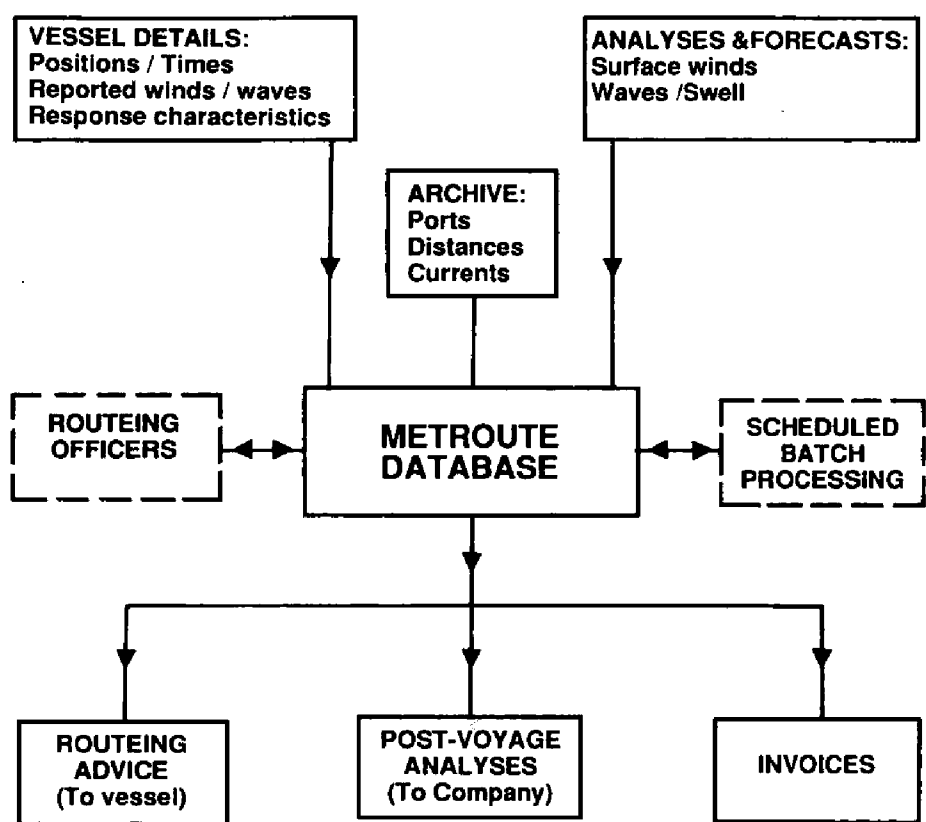 VESSEL DETAILS:
Positions / Times
Reported winds / waves
Response characteristics
ANALYSES &FORECASTS:
Surface winds
Waves /Swell
ARCHIVE:
Ports
Distances
Currents
ROUTEING
OFFICERS
METROUTE
DATABASE
SCHEDULED
BATCH
PROCESSING
ROUTEING
ADVICE
(To vessel)
POST-VOYAGE
ANALYSES
(To Company)
INVOICES